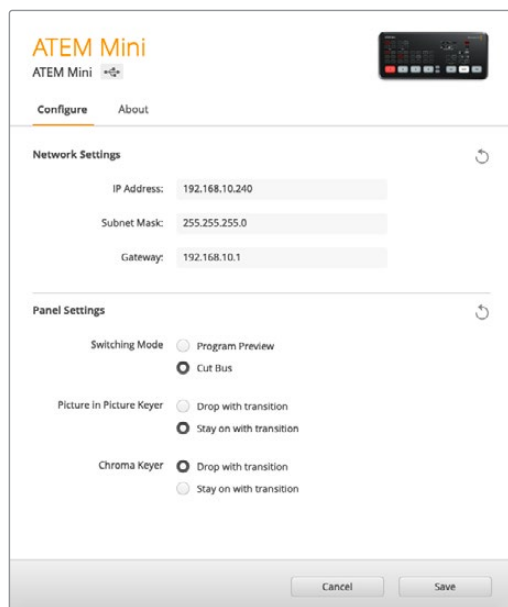 ATEM Mini
ATEM Mini
Configure About
Network Settings
IP Address: 192.168.10.240
Subnet Mask: 255.255.255.0
Gateway: 192.168.10.1
Panel Settings
Switching Mode Program Preview
Cut Bus
Picture in Picture Keyer Drop with transition
Stay on with transition
Chroma Keyer Drop with transition
Stay on with transition
Cancel Save